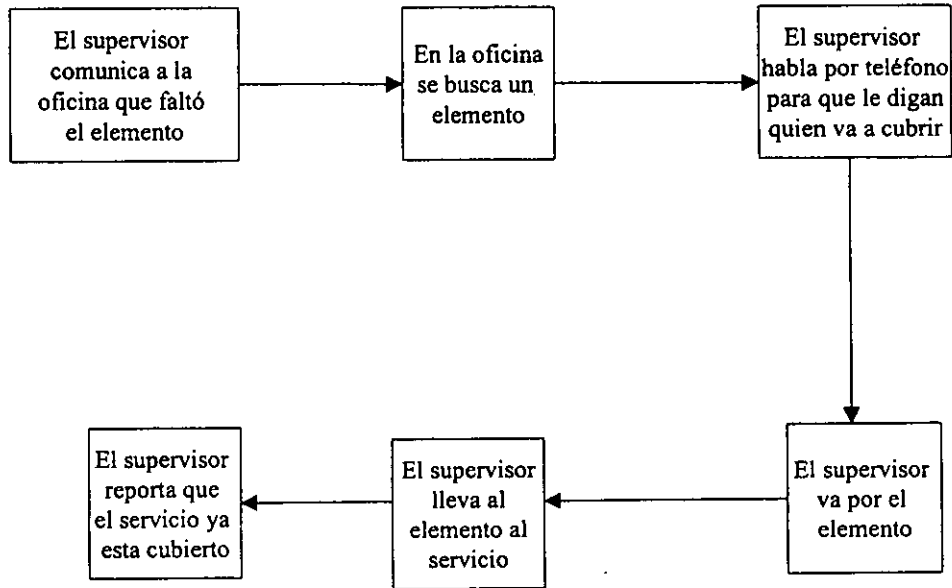 El supervisor
comunica a la
oficina que faltó
el elemento
En la oficina
se busca un
elemento
El supervisor
habla por teléfono
para que le digan
quien va a cubrir
El supervisor
va por el
elemento
El supervisor
lleva al
elemento al
servicio
El supervisor
reporta que
el servicio ya
esta cubierto